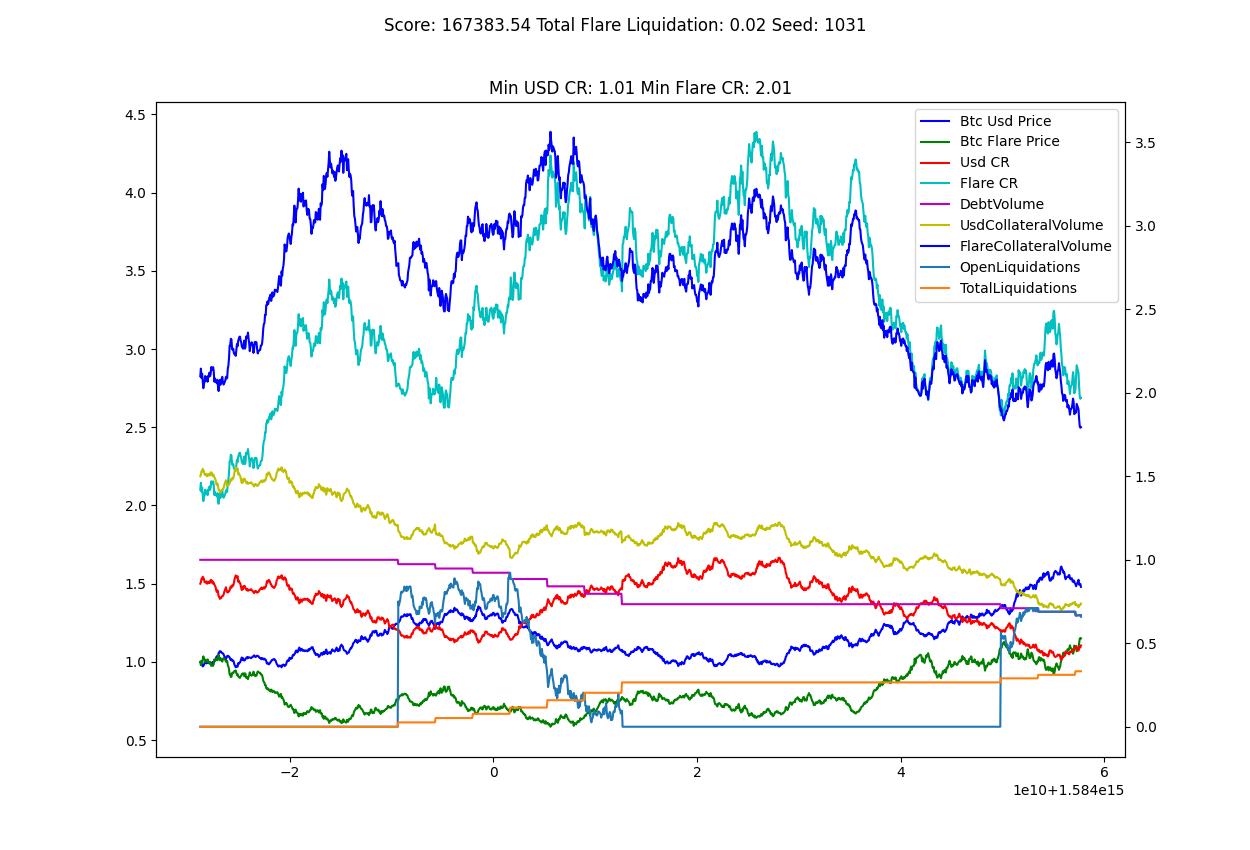 Score: 167383.54 Total Flare Liquidation: 0.02 Seed: 1031
Min USD CR: 1.01 Min Flare CR: 2.01
4.5
4.0
3.5
3.0
2.5
2.0
1.5
1.0
0.5
Btc Usd Price
Btc Flare Price
Usd CR
Flare CR
DebtVolume
UsdCollateralVolume
FlareCollateralVolume
OpenLiquidations
TotalLiquidations
3.5
3.0
2.5
2.0
1.5
1.0
0.5
0.0
−2 0 2 4 6
1e10+1.584e15